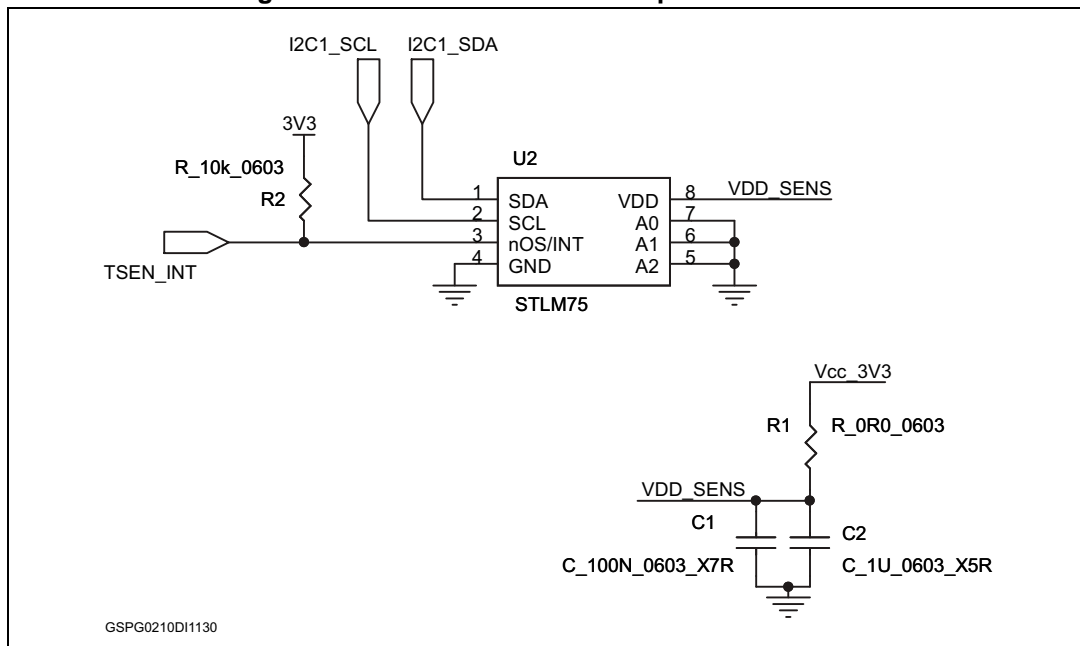 I2C1_SCL I2C1_SDA
3V3
R_10k_0603
R2
TSEN_INT
U2
1 SDA VDD 8 VDD_SENS
2 SCL A0 7
3 nOS/INT A1 6
4 GND A2 5
STLM75
Vcc_3V3
R1 R_0R0_0603
VDD_SENS
C1 C2
C_100N_0603_X7R C_1U_0603_X5R
GSPG0210DI1130